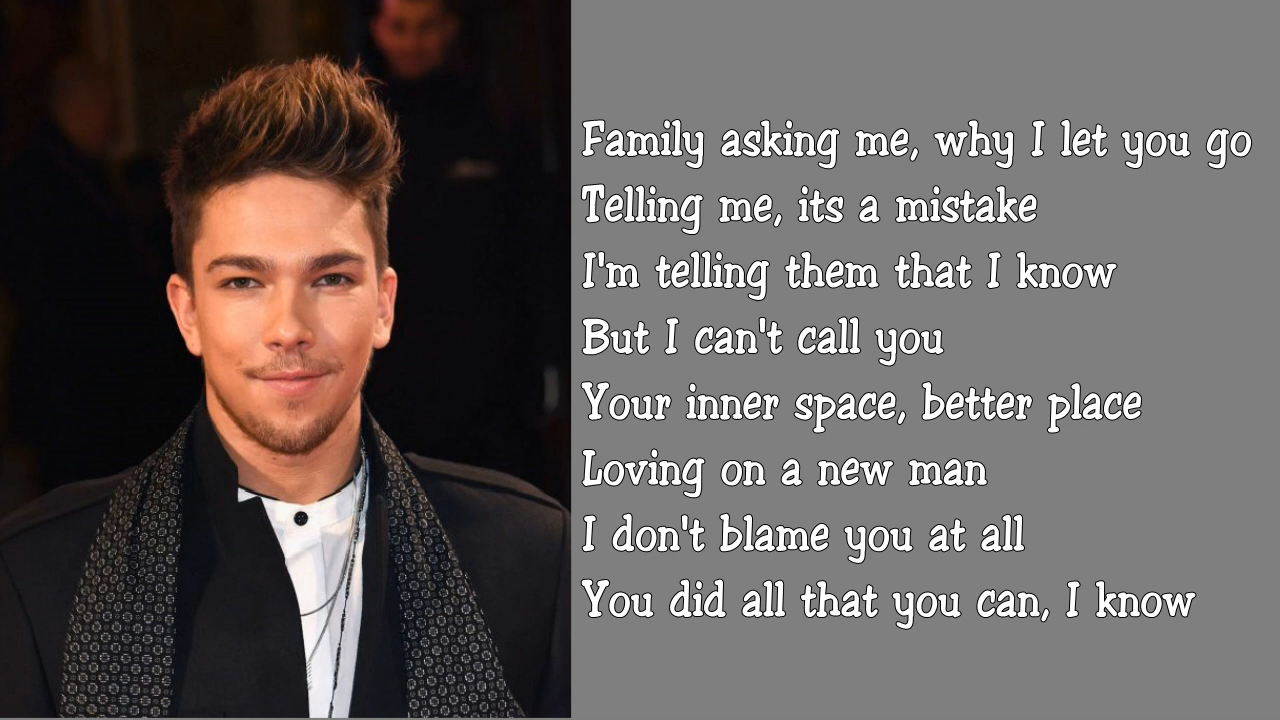 Family asking me, why I let you go
Telling me, its a mistake
I'm telling them that I know
But I can't call you
Your inner space, better place
Loving on a new man
I don't blame you at all
You did all that you can, I know